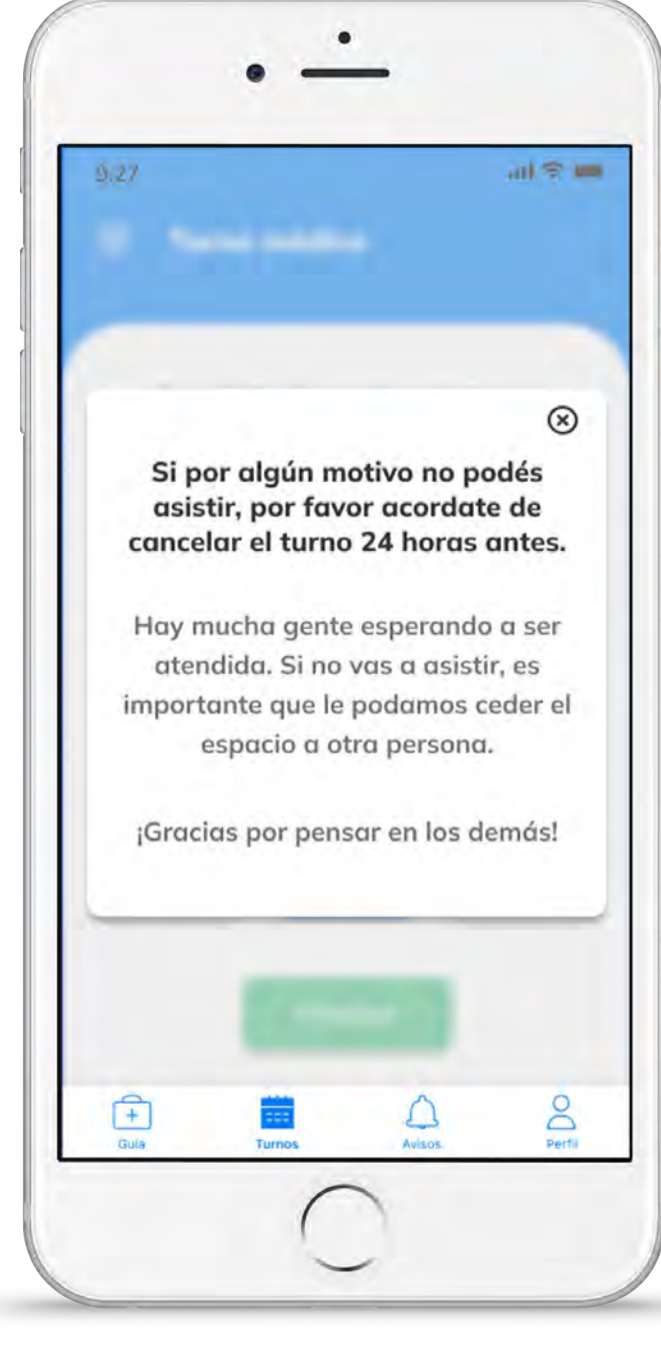 9:27
Turno médico
Si por algún motivo no podés
asistir, por favor acordate de
cancelar el turno 24 horas antes.
Hay mucha gente esperando a ser
atendida. Si no vas a asistir, es
importante que le podamos ceder el
espacio a otra persona.
¡Gracias por pensar en los demás!
Guía
Turnos
Avisos
Perfil